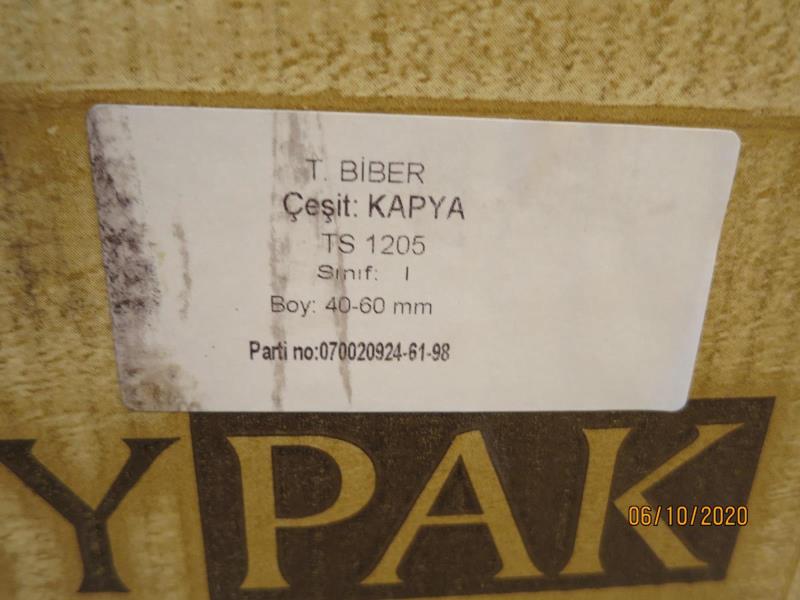 T. BİBER
Çeşit: KAPYA
TS 1205
Sınıf: I
Boy: 40-60 mm
Parti no:070020924-61-98
YPAK
06/10/2020